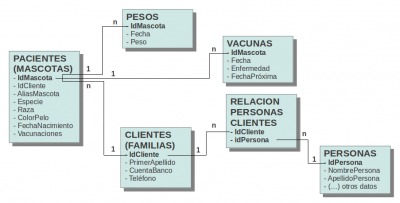 PESOS
- IdMascota
- Fecha
- Peso
n
VACUNAS
- IdMascota
- Fecha
- Enfermedad
- FechaPróxima
n
PACIENTES
(MASCOTAS)
- IdMascota
- IdCliente
- AliasMascota
- Especie
- Raza
- ColorPelo
- FechaNacimiento
- Vacunaciones
1
1
n
RELACION
PERSONAS
CLIENTES
- IdCliente
- idPersona
n
n
CLIENTES
(FAMILIAS)
- IdCliente
- PrimerApellido
- CuentaBanco
- Teléfono
1
1
PERSONAS
- IdPersona
- NombrePersona
- ApellidoPersona
- (...) otros datos
1